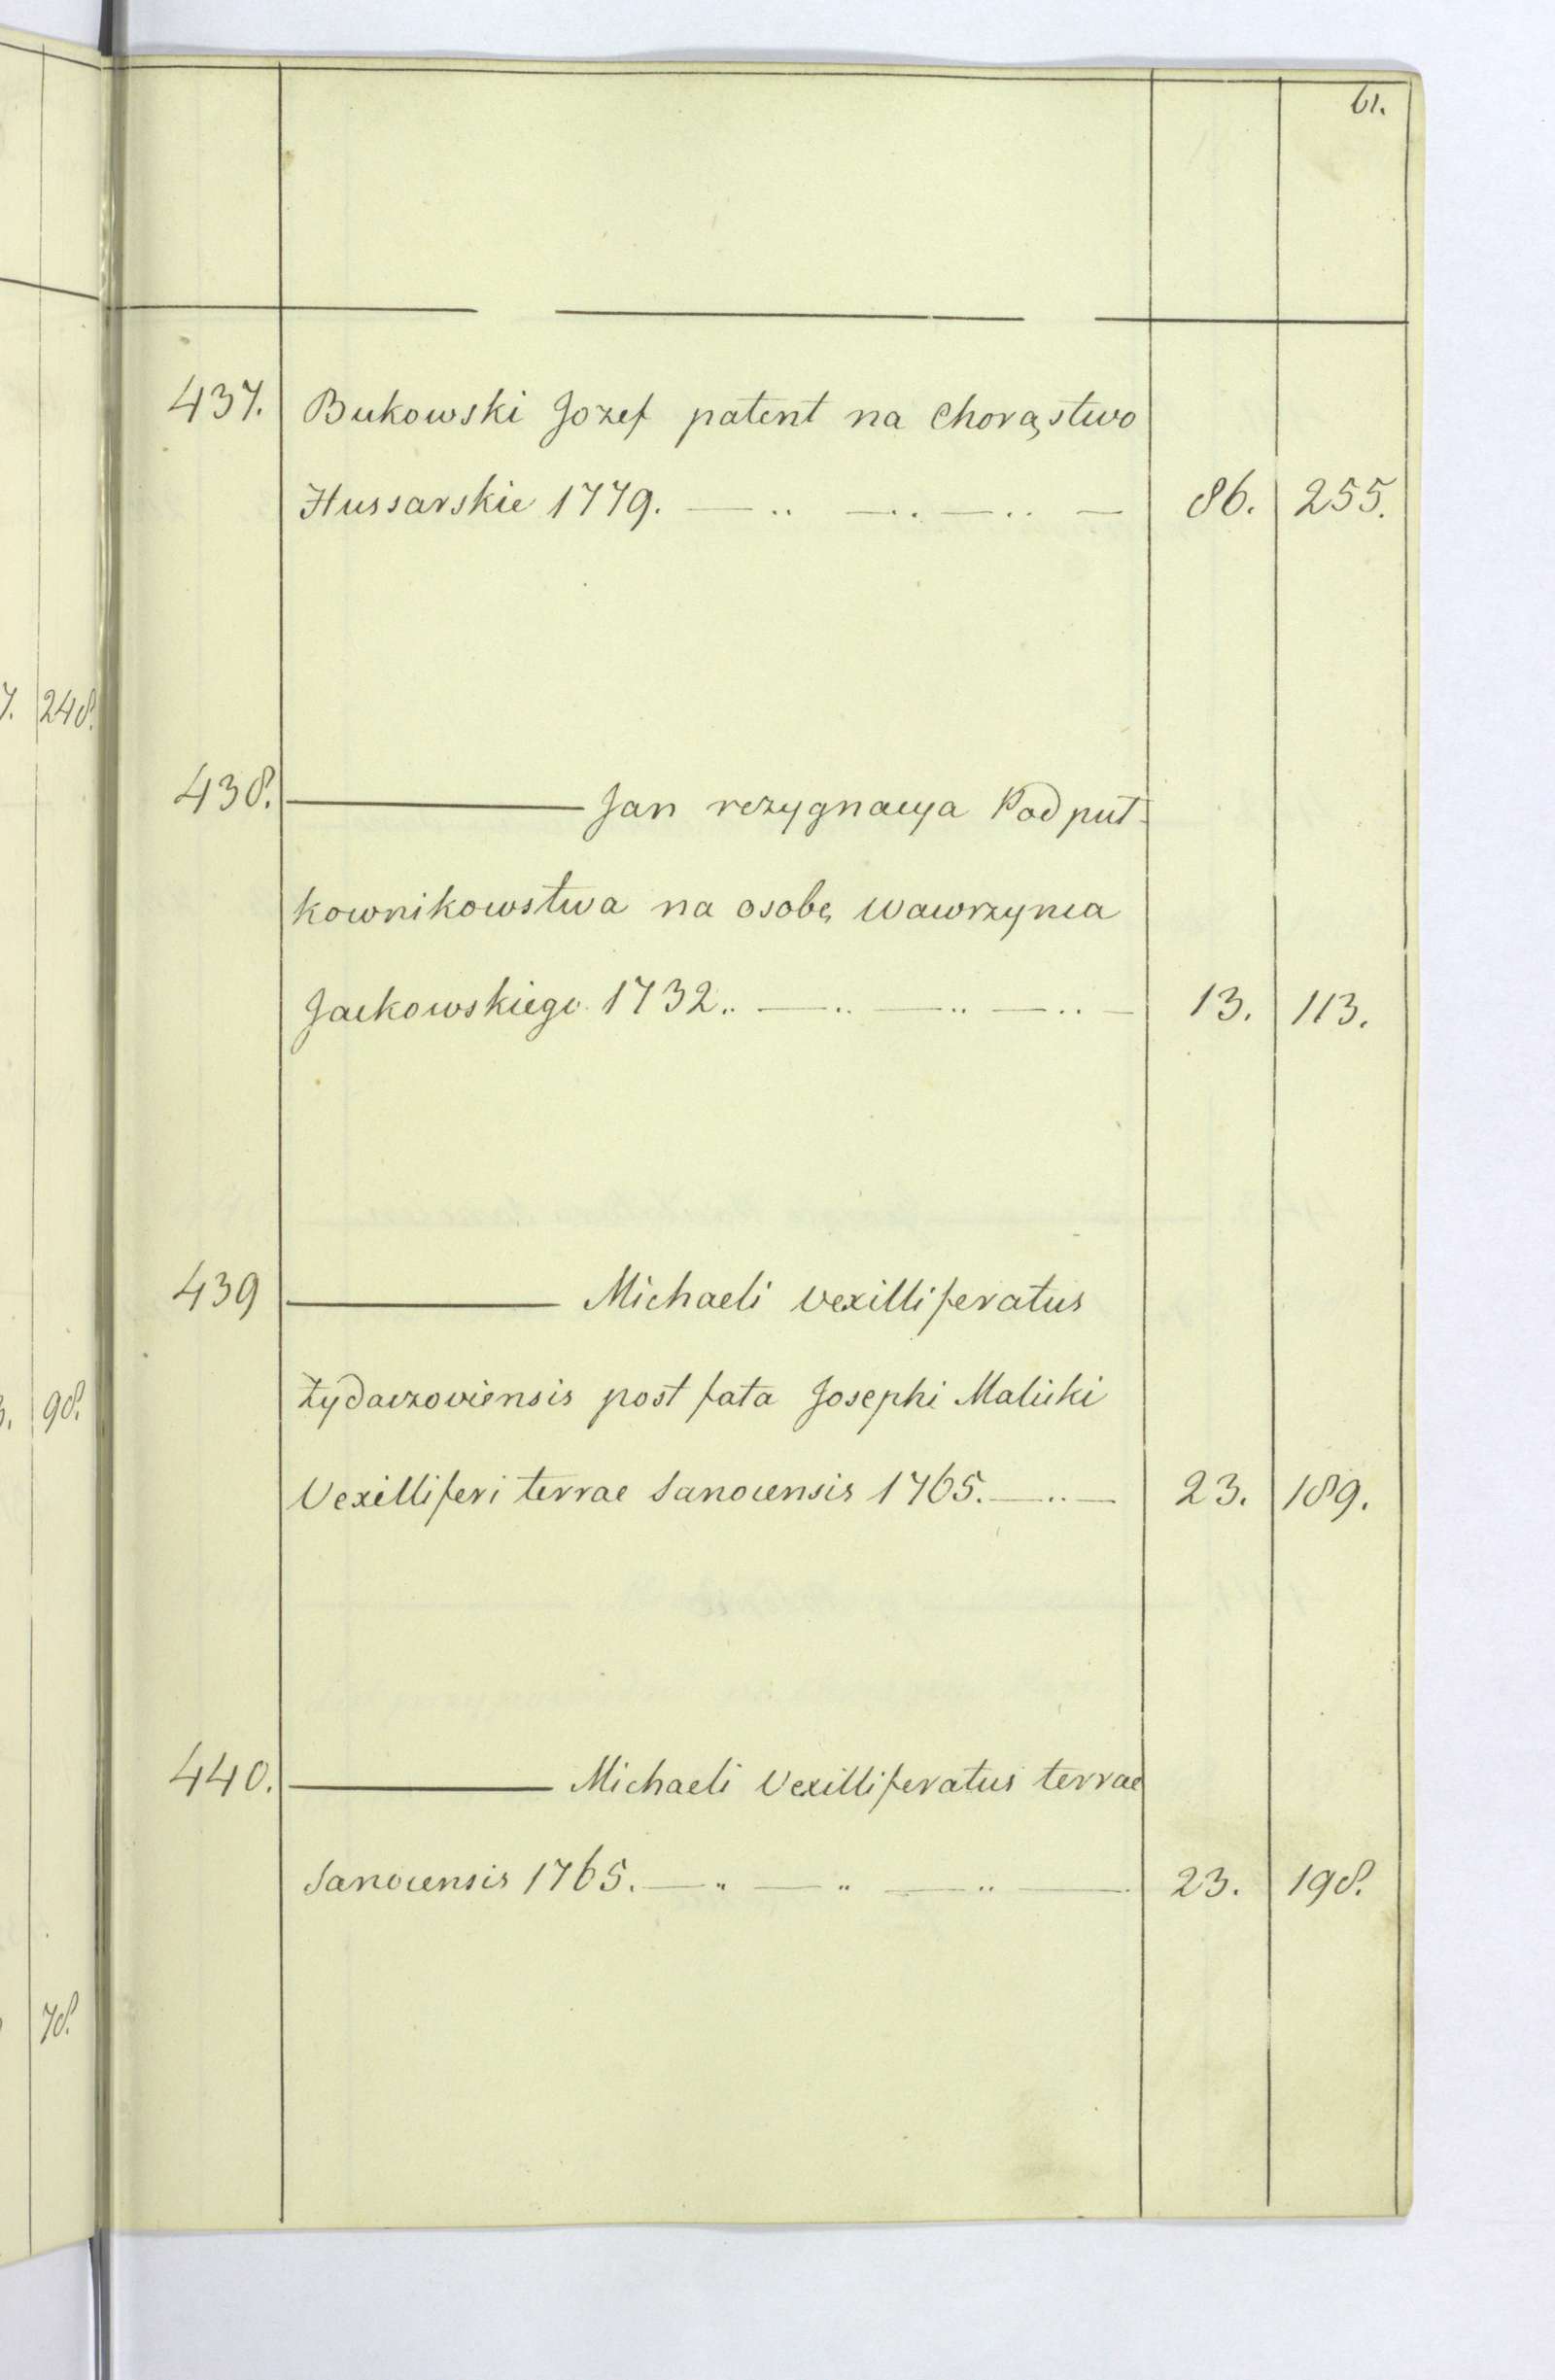 61.
437. Bukowski Jozef patent na Chorąstwo
Hussarskie 1779. — .. — .. — .. — 86. 255.
7. 248.
438. ——— Jan rezygnacya Podpuł-
kownikowstwa na osobę Wawrzyńca
Jackowskiego 1732.. — .. — .. — .. — 13. 113.
439 ——— Michaeli Vexilliferatus
98.
Żydaczoviensis post fata Josephi Malicki
Vexilliferi terrae Sanocensis 1765. — .. — 23. 189.
440. ——— Michaeli Vexilliferatus terrae
Sanocensis 1765. — .. — .. — .. — 23. 198.
78.